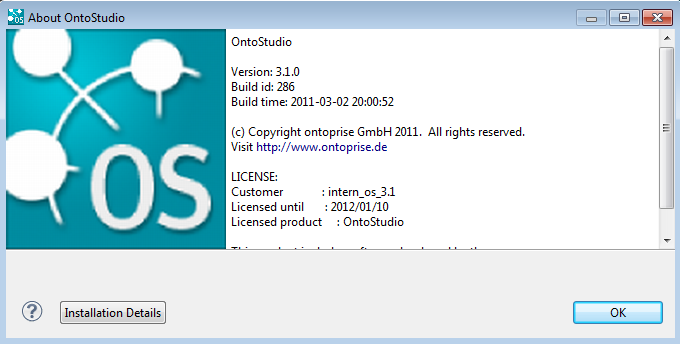 About OntoStudio
OntoStudio
Version: 3.1.0
Build id: 286
Build time: 2011-03-02 20:00:52
(c) Copyright ontoprise GmbH 2011.  All rights reserved.
Visit http://www.ontoprise.de
LICENSE:
Customer : intern_os_3.1
Licensed until : 2012/01/10
Licensed product : OntoStudio
OS
? Installation Details OK